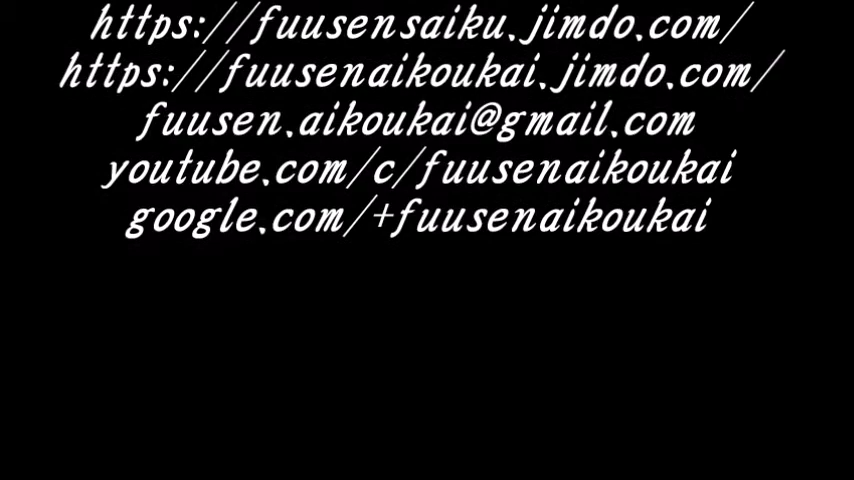 https://fuusensaiku.jimdo.com/
https://fuusenaikoukai.jimdo.com/
fuusen.aikoukai@gmail.com
youtube.com/c/fuusenaikoukai
google.com/+fuusenaikoukai